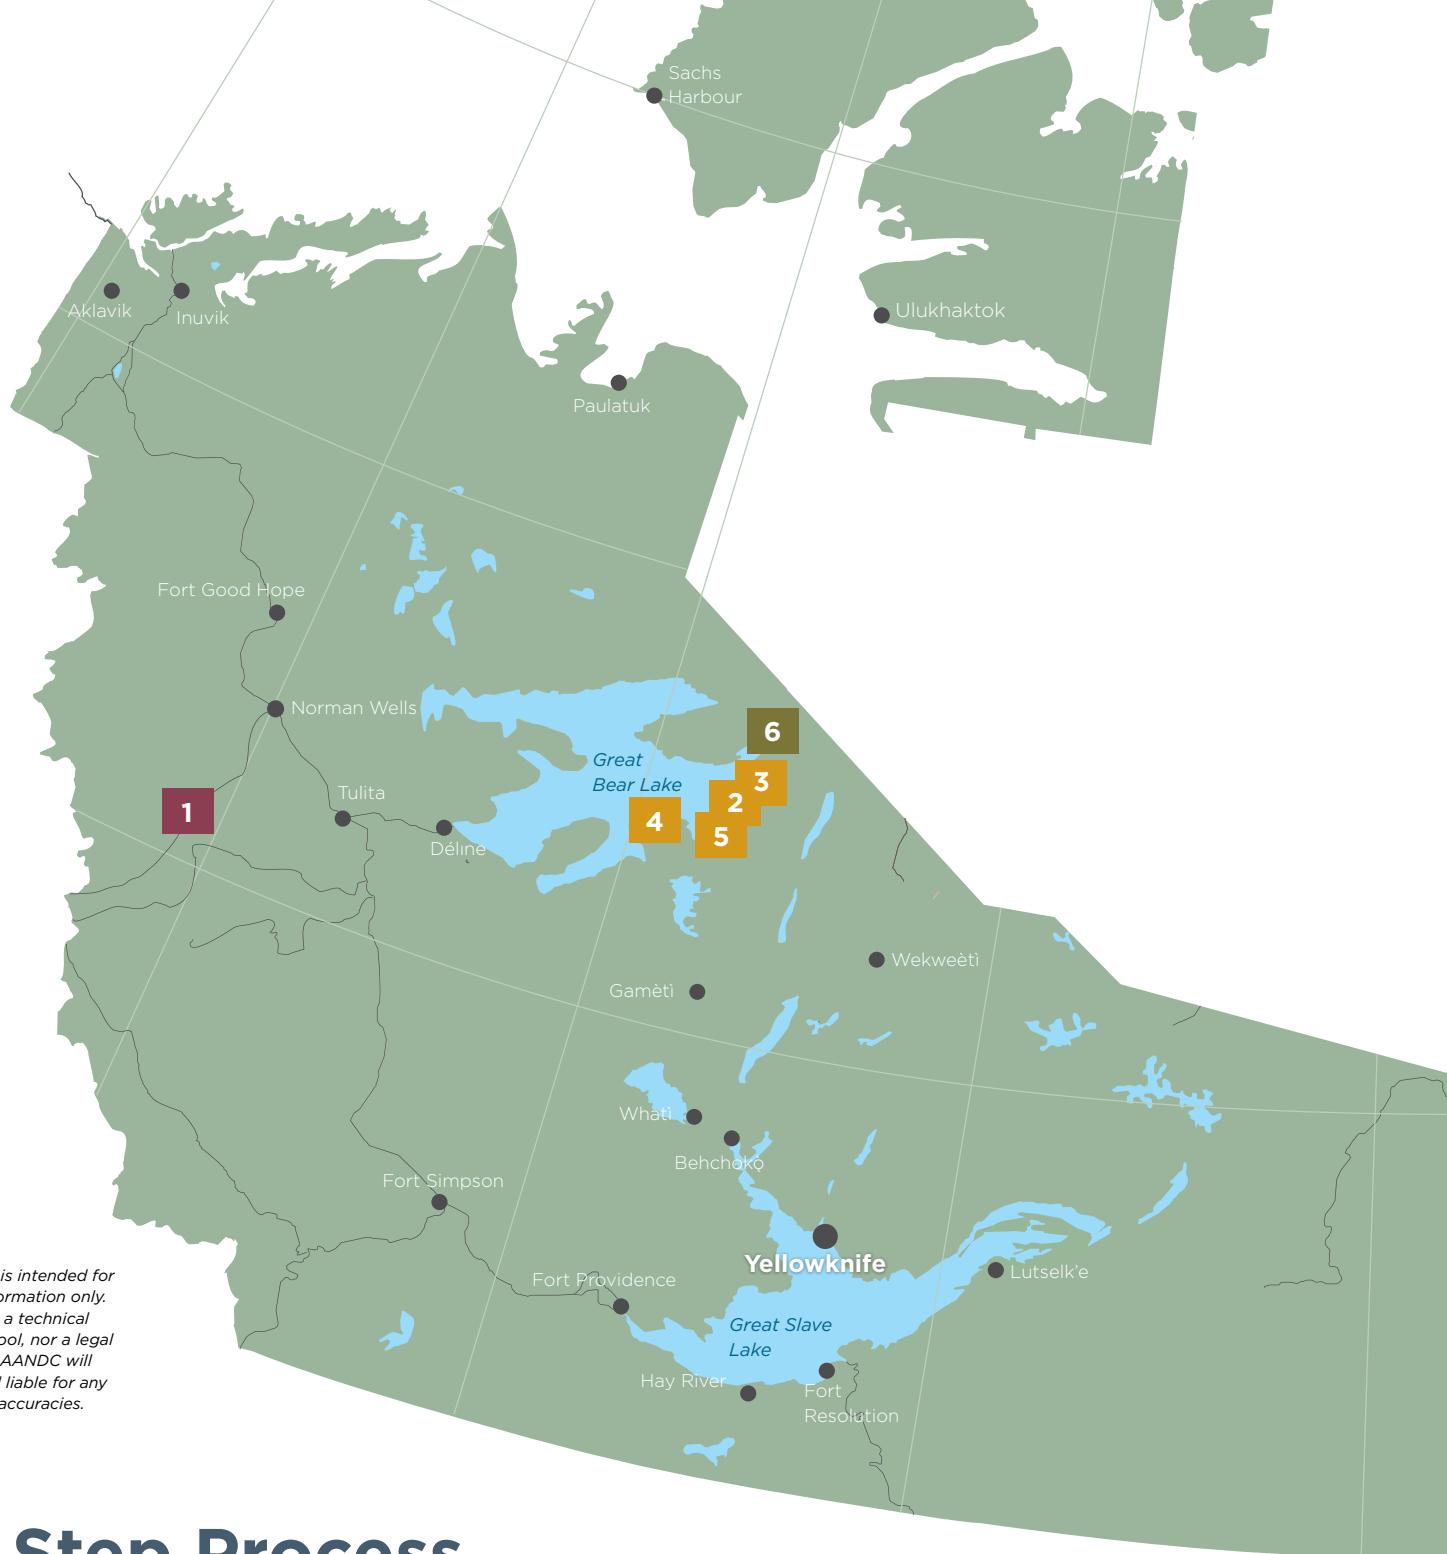 Sachs
Harbour
Aklavik
Inuvik
Ulukhaktok
Paulatuk
Fort Good Hope
Norman Wells
6
Great
Bear Lake
3
2
1
Tulita
4
5
Déline
Wekweètì
Gamètì
Whatì
Behchokǫ̀
Fort Simpson
Yellowknife
Lutselk'e
Fort Providence
Great Slave
Lake
Hay River
Fort
Resolution
is intended for
ormation only.
a technical
ool, nor a legal
AANDC will
l liable for any
accuracies.
Step Process